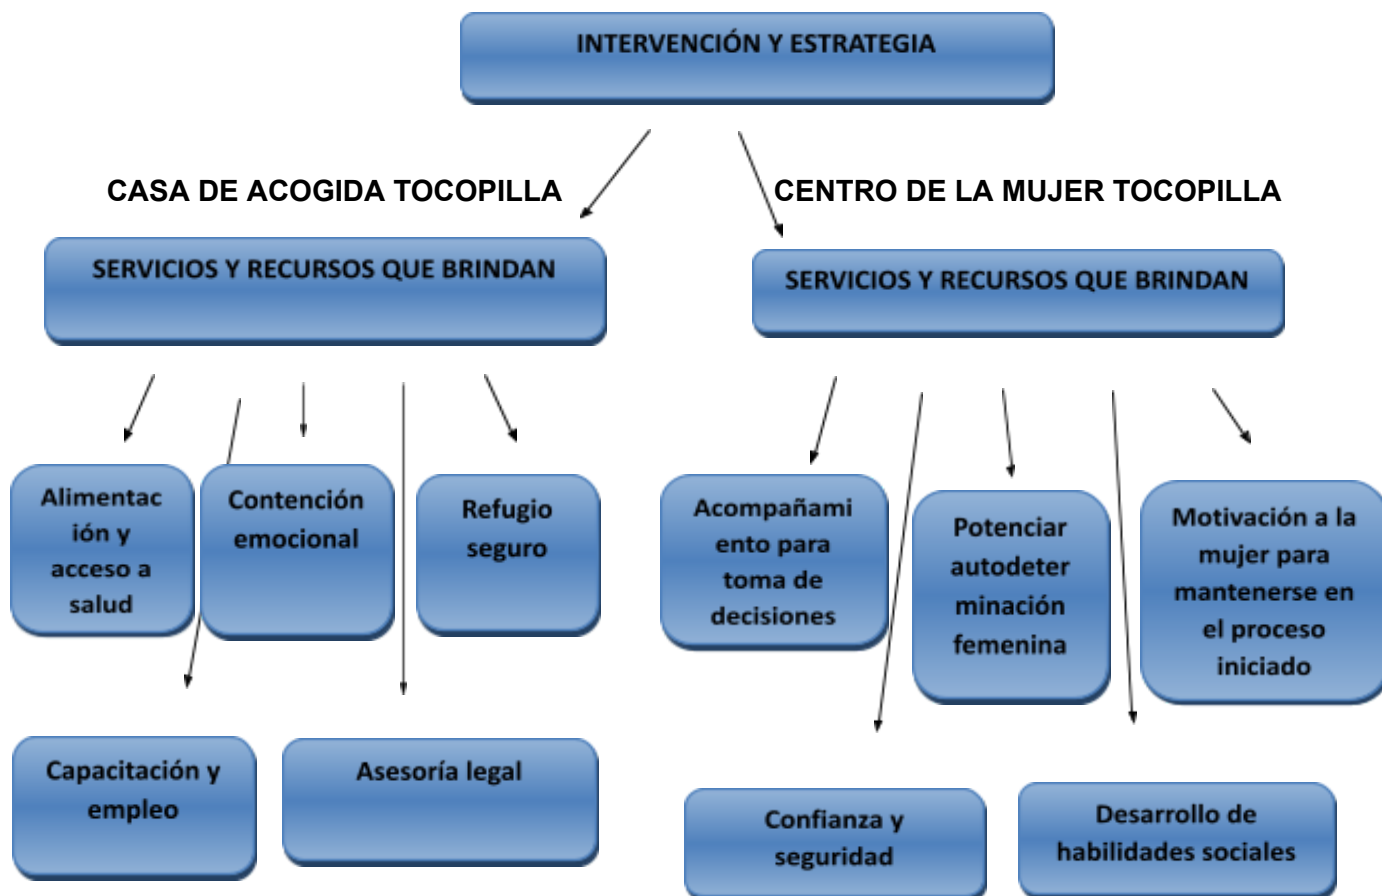 INTERVENCIÓN Y ESTRATEGIA
CASA DE ACOGIDA TOCOPILLA
CENTRO DE LA MUJER TOCOPILLA
SERVICIOS Y RECURSOS QUE BRINDAN
SERVICIOS Y RECURSOS QUE BRINDAN
Alimentac
ión y
acceso a
salud
Contención
emocional
Refugio
seguro
Acompañami
ento para
toma de
decisiones
Potenciar
autodeter
minación
femenina
Motivación a la
mujer para
mantenerse en
el proceso
iniciado
Capacitación y
empleo
Asesoría legal
Confianza y
seguridad
Desarrollo de
habilidades sociales